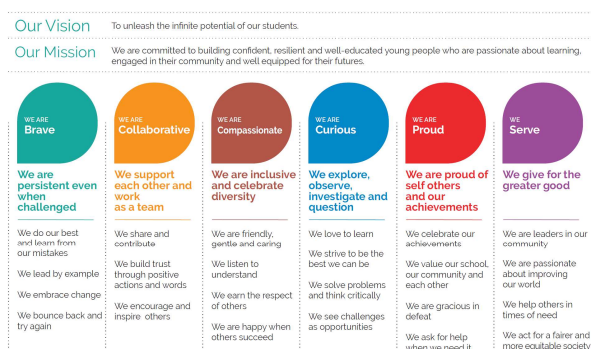 Our Vision
To unleash the infinite potential of our students.
Our Mission
We are committed to building confident, resilient and well-educated young people who are passionate about learning,
engaged in their community and well equipped for their futures.
WE ARE
Brave
We are
persistent even
when
challenged
We do our best
and learn from
our mistakes
We lead by example
We embrace change
We bounce back and
try again
WE ARE
Collaborative
We support
each other and
work
as a team
We share and
contribute
We build trust
through positive
actions and words
We encourage and
inspire others
WE ARE
Compassionate
We are inclusive
and celebrate
diversity
We are friendly,
gentle and caring
We listen to
understand
We earn the respect
of others
We are happy when
others succeed
WE ARE
Curious
We explore,
observe,
investigate and
question
We love to learn
We strive to be the
best we can be
We solve problems
and think critically
We see challenges
as opportunities
WE ARE
Proud
We are proud of
self others
and our
achievements
We celebrate our
achievements
We value our school,
our community and
each other
We are gracious in
defeat
We ask for help
when we need it
WE ARE
Serve
We give for the
greater good
We are leaders in our
community
We are passionate
about improving
our world
We help others in
times of need
We act for a fairer and
more equitable society